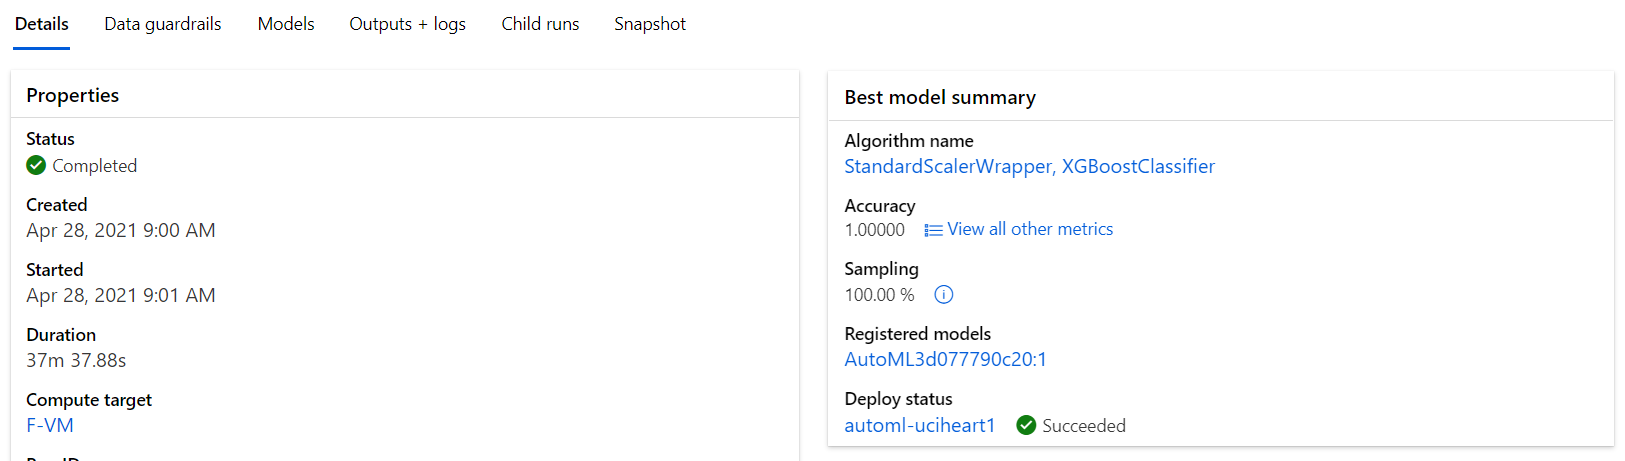 Details Data guardrails Models Outputs + logs Child runs Snapshot
Properties
Status
Completed
Created
Apr 28, 2021 9:00 AM
Started
Apr 28, 2021 9:01 AM
Duration
37m 37.88s
Compute target
F-VM
Best model summary
Algorithm name
StandardScalerWrapper, XGBoostClassifier
Accuracy
1.00000 View all other metrics
Sampling
100.00 %
Registered models
AutoML3d077790c20:1
Deploy status
automl-uciheart1 Succeeded